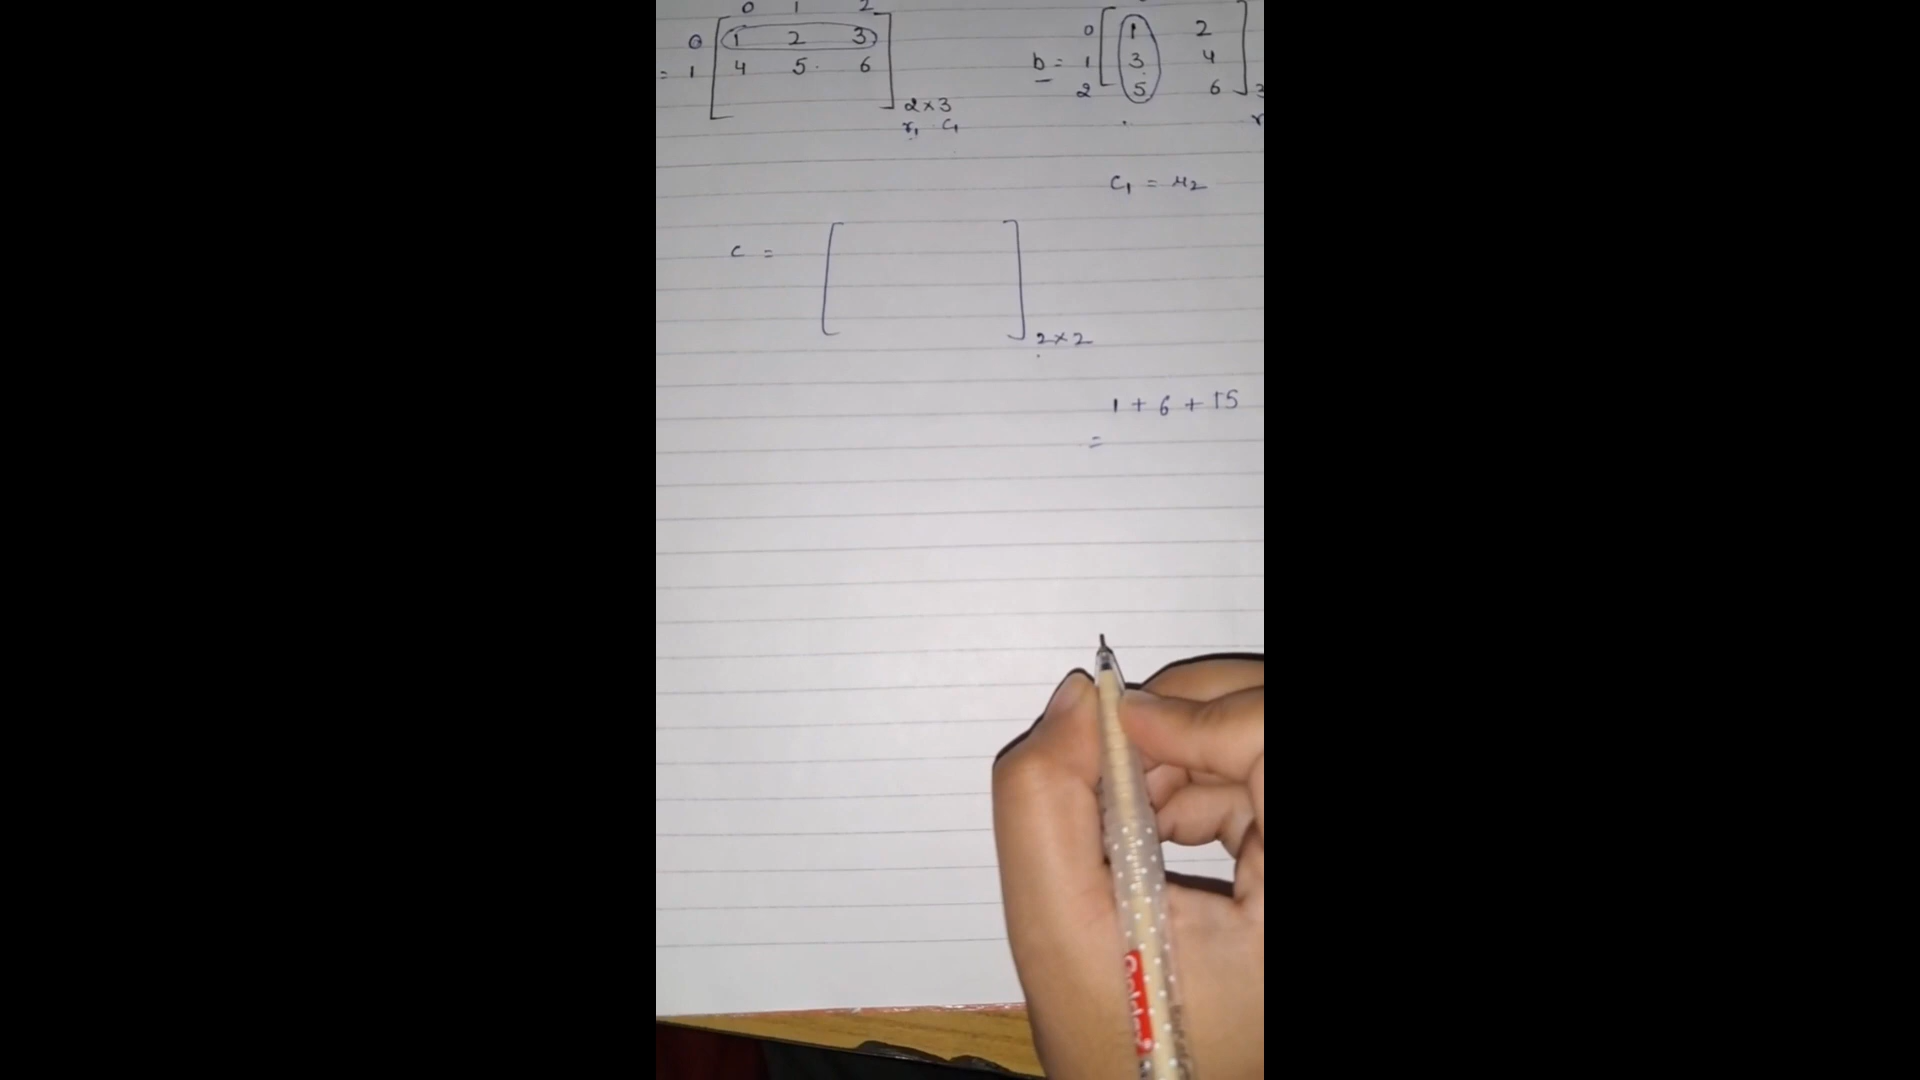 0 1 2
0 1 2 3
= 1 4 5 6
2×3
r1 c1
0 1 2
b = 1 3 4
2 5 6
3
r
c1 = r2
c =
2×2
1 + 6 + 15
=